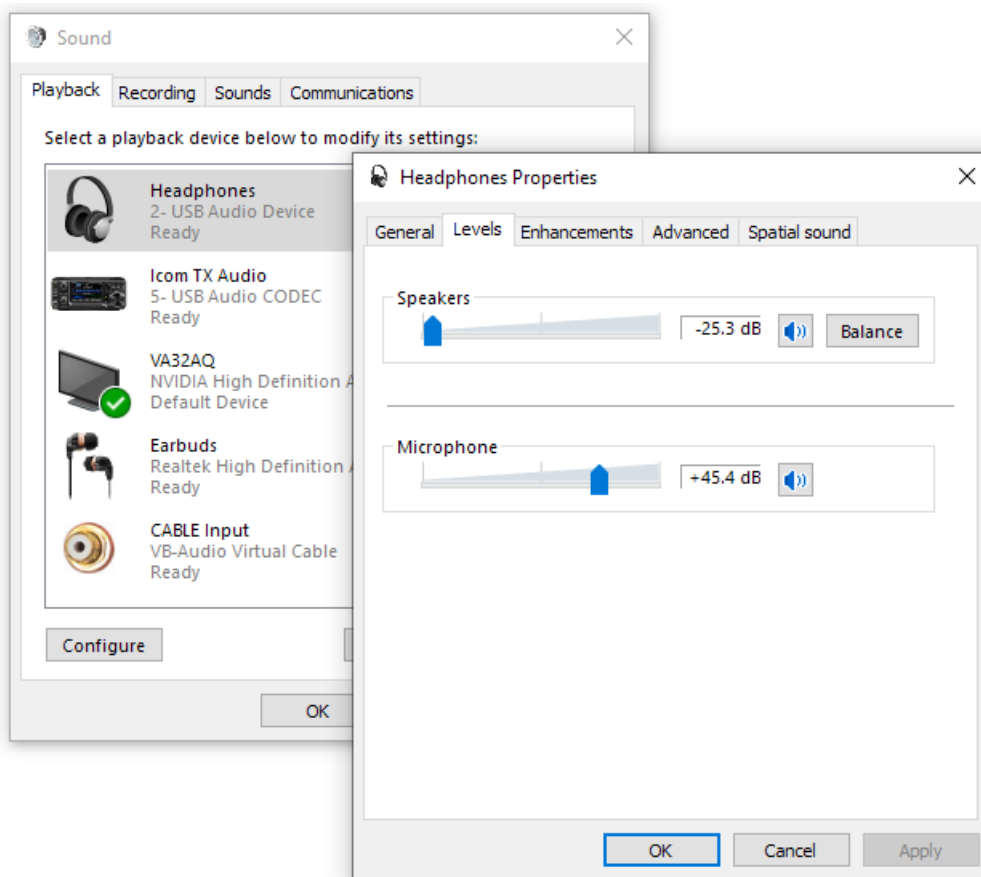 Sound
Playback Recording Sounds Communications
Select a playback device below to modify its settings:
Headphones
2- USB Audio Device
Ready
Icom TX Audio
5- USB Audio CODEC
Ready
VA32AQ
NVIDIA High Definition A
Default Device
Earbuds
Realtek High Definition
Ready
CABLE Input
VB-Audio Virtual Cable
Ready
Configure
OK
Headphones Properties
General Levels Enhancements Advanced Spatial sound
Speakers
-25.3 dB Balance
Microphone
+45.4 dB
OK Cancel Apply